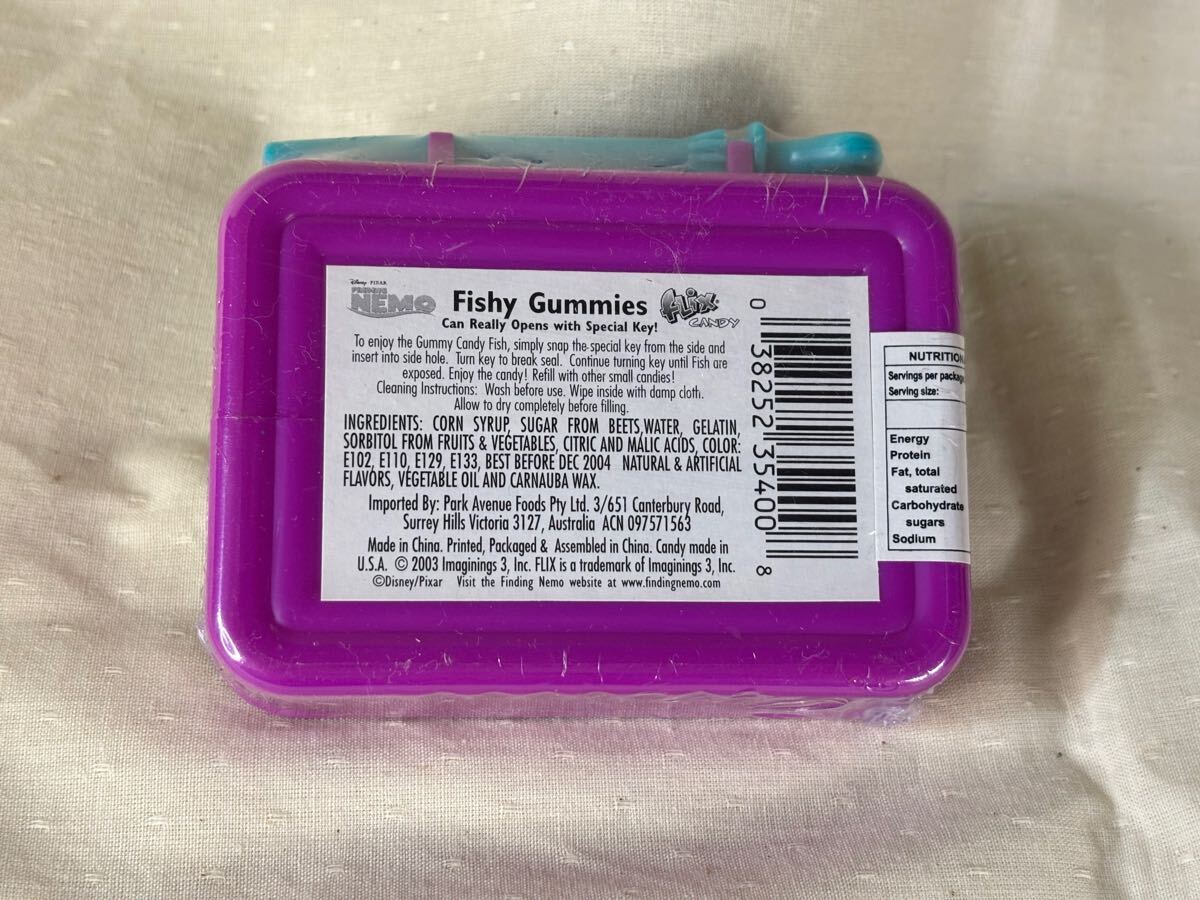 Disney PIXAR
FINDING
NEMO
Fishy Gummies
FLIX
CANDY
Can Really Opens with Special Key!
To enjoy the Gummy Candy Fish, simply snap the special key from the side and
insert into side hole. Turn key to break seal. Continue turning key until Fish are
exposed. Enjoy the candy! Refill with other small candies!
Cleaning Instructions: Wash before use. Wipe inside with damp cloth.
Allow to dry completely before filling.
INGREDIENTS: CORN SYRUP, SUGAR FROM BEETS,WATER, GELATIN,
SORBITOL FROM FRUITS & VEGETABLES, CITRIC AND MALIC ACIDS, COLOR:
E102, E110, E129, E133, BEST BEFORE DEC 2004 NATURAL & ARTIFICIAL
FLAVORS, VEGETABLE OIL AND CARNAUBA WAX.
Imported By: Park Avenue Foods Pty Ltd. 3/651 Canterbury Road,
Surrey Hills Victoria 3127, Australia ACN 097571563
Made in China. Printed, Packaged & Assembled in China. Candy made in
U.S.A. © 2003 Imaginings 3, Inc. FLIX is a trademark of Imaginings 3, Inc.
©Disney/Pixar Visit the Finding Nemo website at www.findingnemo.com
0 38252 35400 8
NUTRITION
Servings per package
Serving size:
Energy
Protein
Fat, total
saturated
Carbohydrate
sugars
Sodium